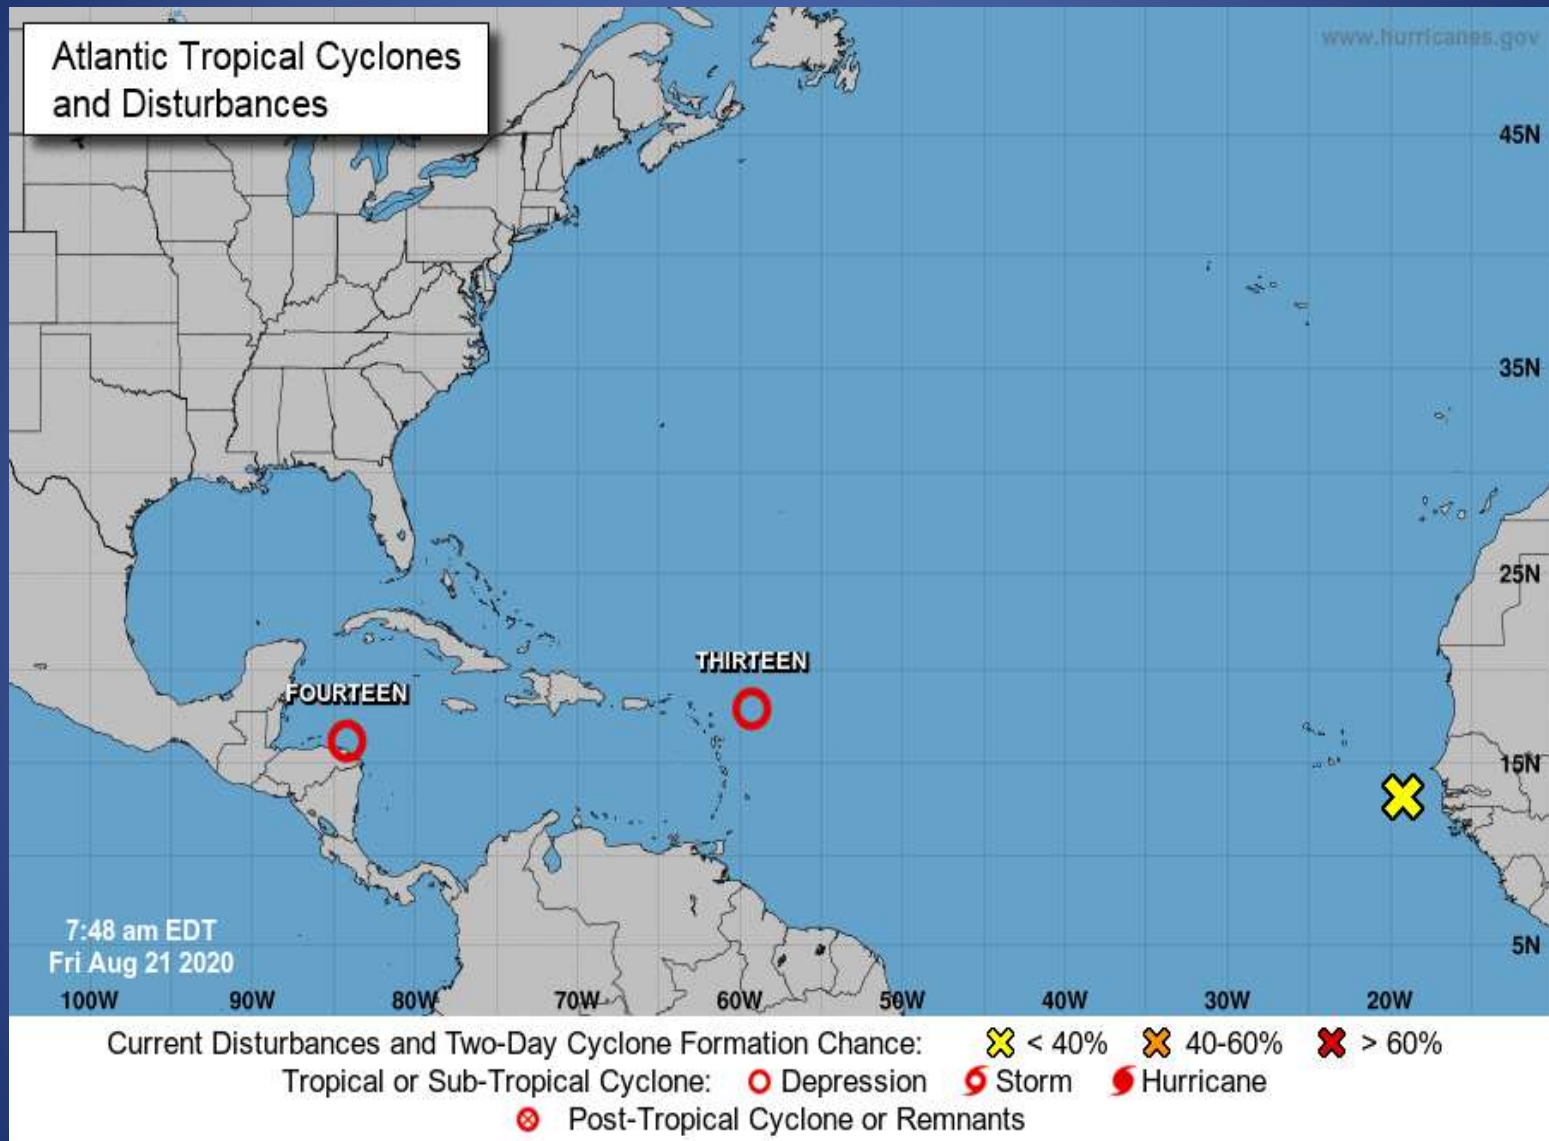 Atlantic Tropical Cyclones
and Disturbances
www.hurricanes.gov
45N
35N
25N
THIRTEEN
FOURTEEN
15N
7:48 am EDT
5N
Fri Aug 21 2020
100W 90W 80W 70W 60W 50W 40W 30W 20W
Current Disturbances and Two-Day Cyclone Formation Chance: < 40% 40-60% > 60%
Tropical or Sub-Tropical Cyclone: Depression Storm Hurricane
Post-Tropical Cyclone or Remnants